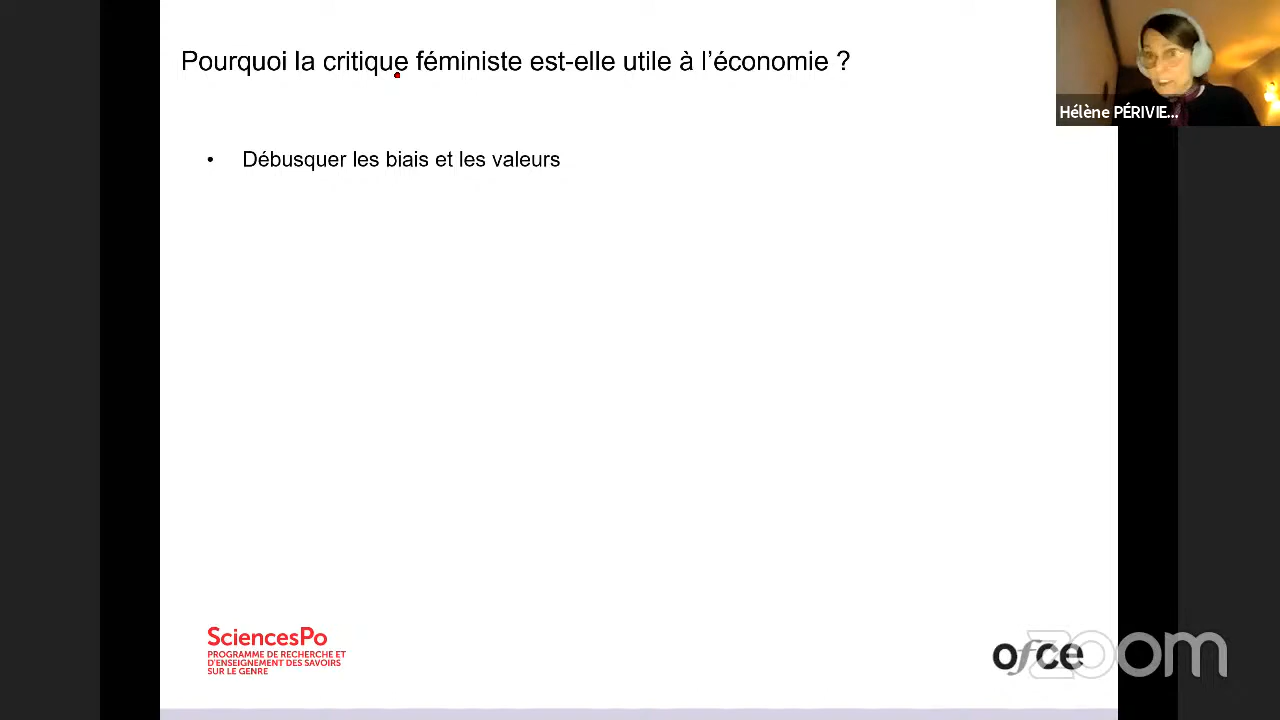 Pourquoi la critique féministe est-elle utile à l’économie ?
Hélène PÉRIVIE...
• Débusquer les biais et les valeurs
SciencesPo
PROGRAMME DE RECHERCHE ET
D’ENSEIGNEMENT DES SAVOIRS
SUR LE GENRE
ofce
zoom